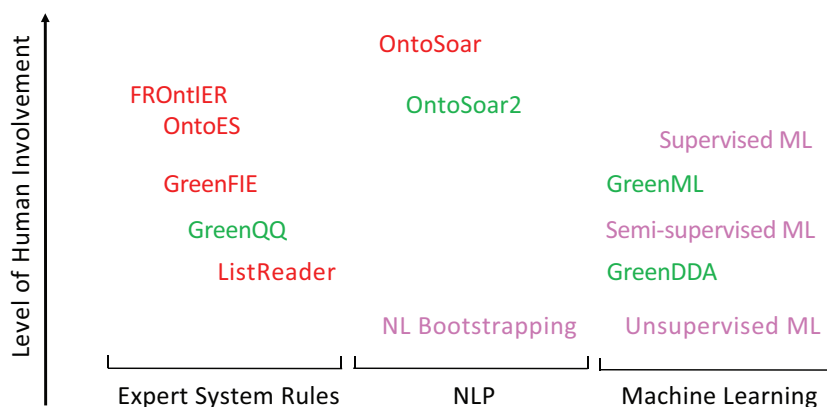 Level of Human Involvement
OntoSoar
FROntIER
OntoSoar2
OntoES
Supervised ML
GreenFIE
GreenML
GreenQQ
Semi-supervised ML
ListReader
GreenDDA
NL Bootstrapping
Unsupervised ML
Expert System Rules
NLP
Machine Learning